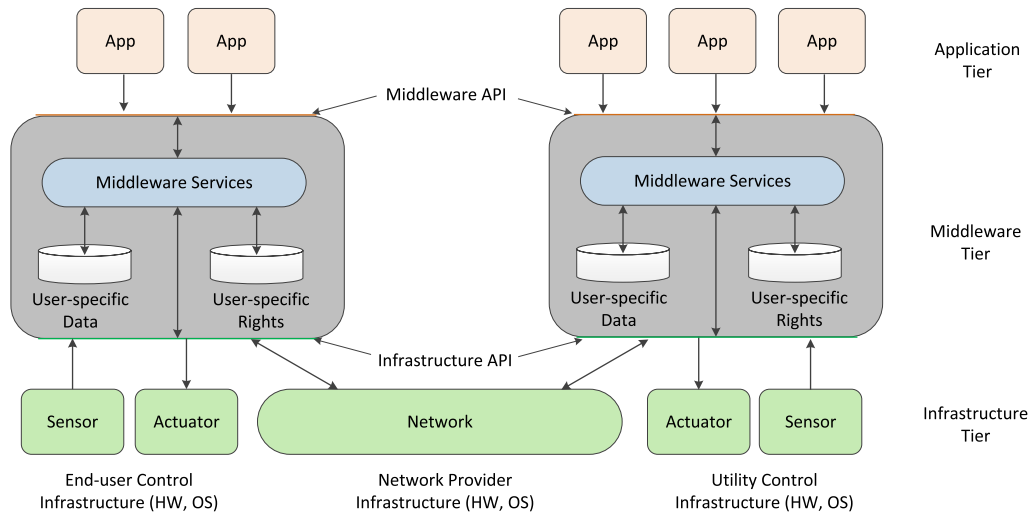 App
App
App
App
App
Application
Tier
Middleware API
Middleware Services
Middleware Services
Middleware
Tier
User-specific
Data
User-specific
Rights
User-specific
Data
User-specific
Rights
Infrastructure API
Sensor
Actuator
Network
Actuator
Sensor
Infrastructure
Tier
End-user Control
Infrastructure (HW, OS)
Network Provider
Infrastructure (HW, OS)
Utility Control
Infrastructure (HW, OS)